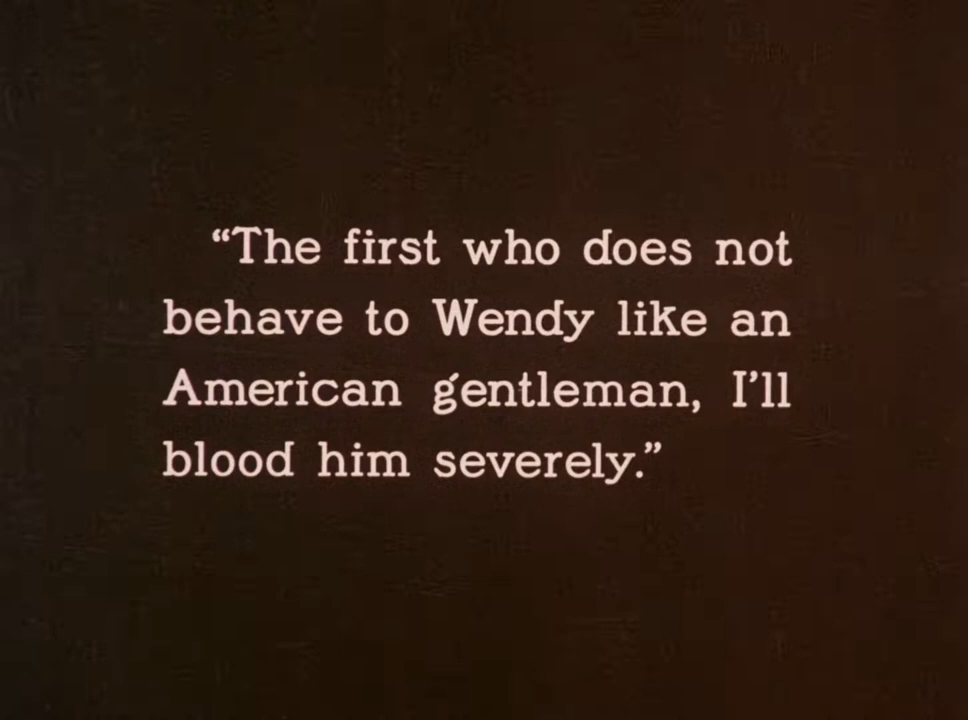 “The first who does not
behave to Wendy like an
American gentleman, I’ll
blood him severely.”